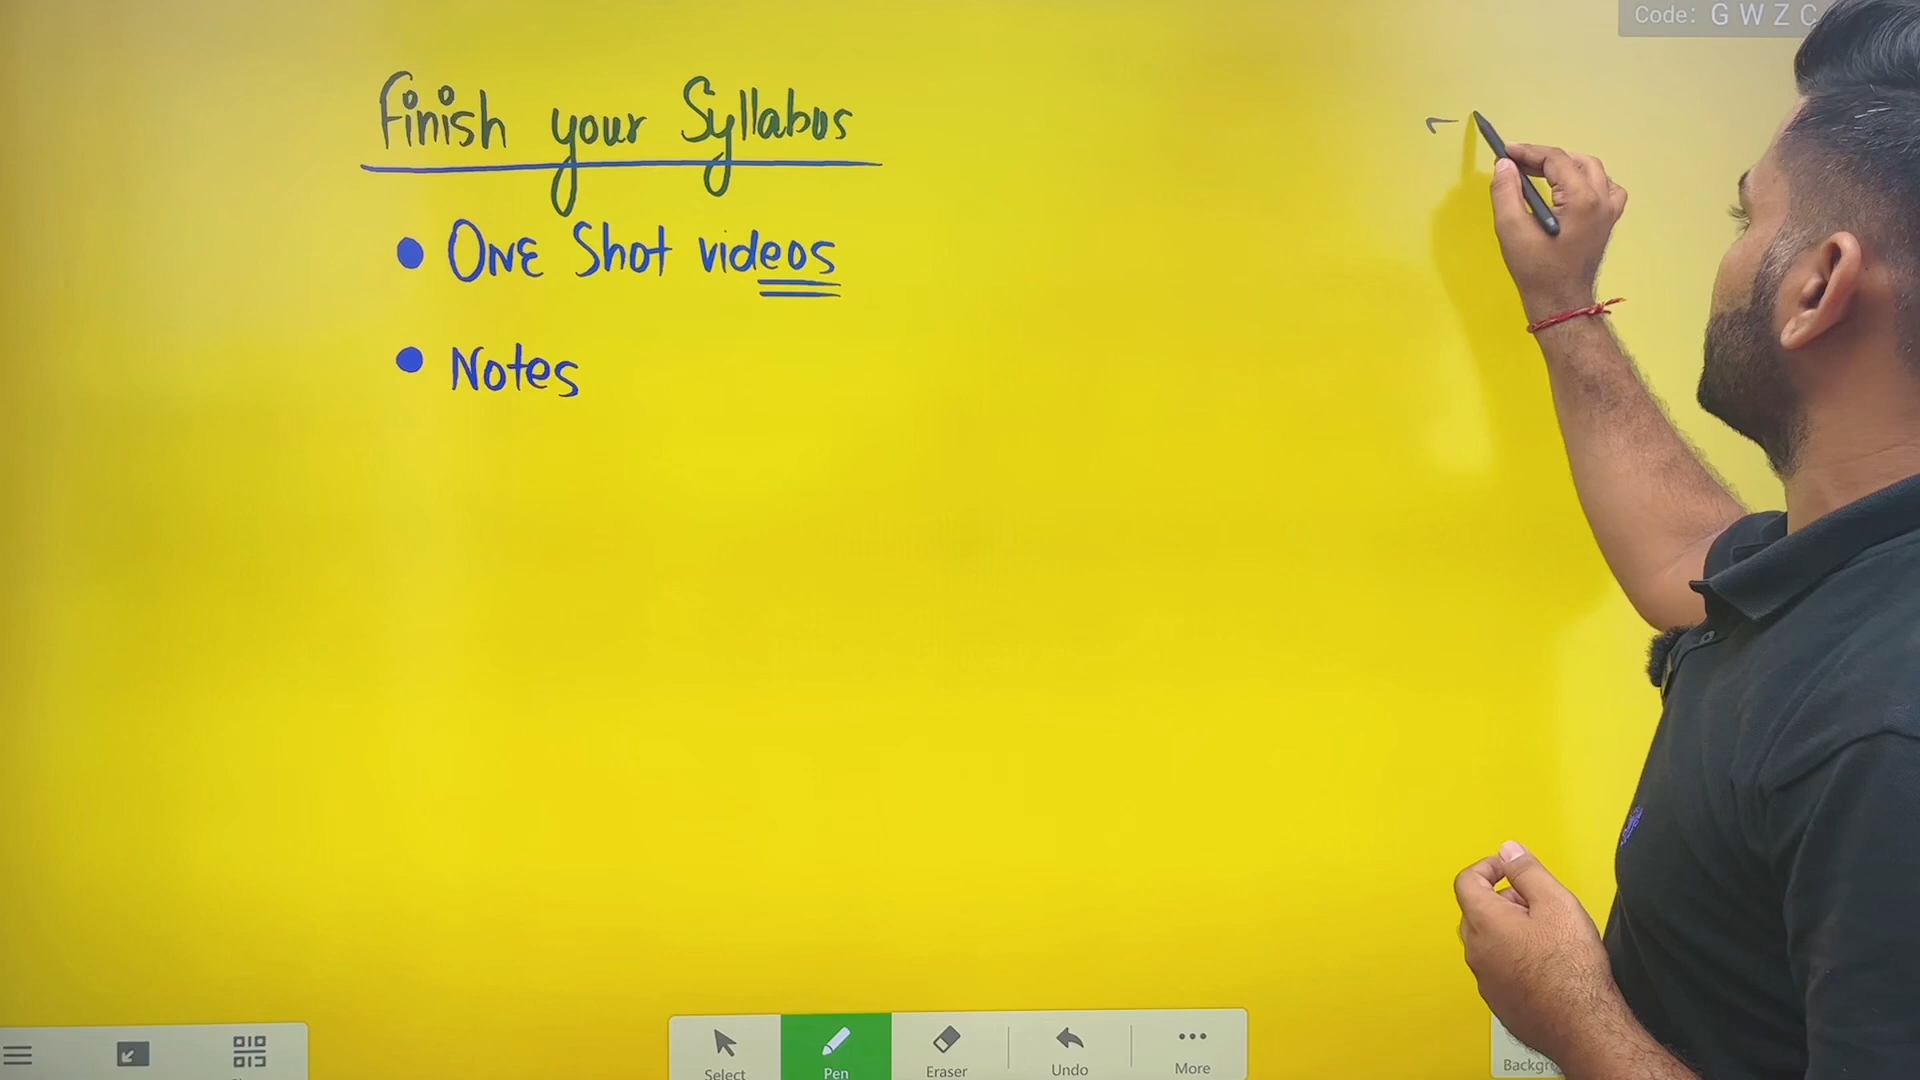 Code: G W Z C
Finish your Syllabus
• ONE Shot videos
• Notes
Select
Pen
Eraser
Undo
More